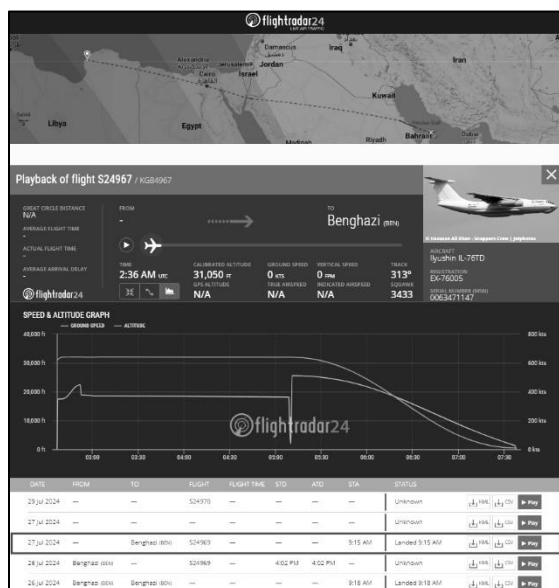 flightradar24
LIVE AIR TRAFFIC
Damascus
Iraq
Iran
Alexandria
Jerusalem
Jordan
Cairo
Israel
Kuwait
Libya
Egypt
Bahrain
Dubai
Riyadh
Madinah
Playback of flight S24967 / KGB4967
GREAT CIRCLE DISTANCE
N/A
AVERAGE FLIGHT TIME
-
ACTUAL FLIGHT TIME
-
AVERAGE ARRIVAL DELAY
-
flightradar24
FROM
-
TO
Benghazi (BEN)
TIME
2:36 AM UTC
CALIBRATED ALTITUDE
31,050 FT
GPS ALTITUDE
N/A
GROUND SPEED
0 KTS
TRUE AIRSPEED
N/A
VERTICAL SPEED
0 FPM
INDICATED AIRSPEED
N/A
TRACK
313°
SQUAWK
3433
AIRCRAFT
Ilyushin IL-76TD
REGISTRATION
EX-76005
SERIAL NUMBER (MSN)
0063471147
SPEED & ALTITUDE GRAPH
GROUND SPEED ALTITUDE
40,000 ft 800 kts
30,000 ft 600 kts
20,000 ft 400 kts
10,000 ft 200 kts
0 ft 0 kts
flightradar24
03:00 03:30 04:00 04:30 05:00 05:30 06:00 06:30 07:00 07:30
DATE FROM TO FLIGHT FLIGHT TIME STD ATD STA STATUS
29 Jul 2024 — — S24970 — — — — Unknown KML CSV Play
27 Jul 2024 — — — — — — Unknown KML CSV Play
27 Jul 2024 — Benghazi (BEN) S24969 — — — 9:15 AM Landed 9:15 AM KML CSV Play
Benghazi (BEN) — S24969 — 4:02 PM 4:02 PM — Unknown KML CSV Play
26 Jul 2024 Benghazi (BEN) Benghazi (BEN) — — — 9:18 AM Landed 9:18 AM KML CSV Play